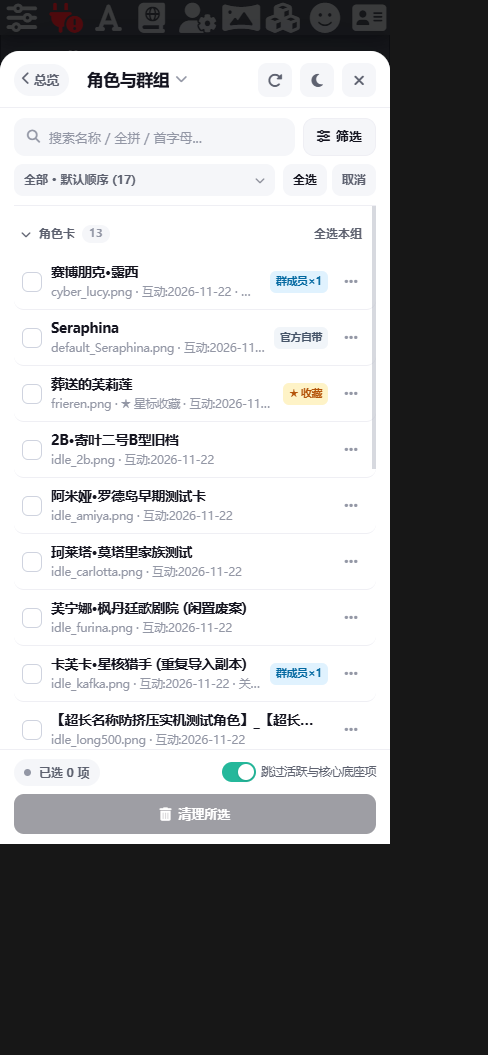 总览
角色与群组
搜索名称 / 全拼 / 首字母...
筛选
全部 • 默认顺序 (17)
全选
取消
角色卡 13
全选本组
赛博朋克•露西
cyber_lucy.png · 互动:2026-11-22 · ...
群成员×1
Seraphina
default_Seraphina.png · 互动:2026-11...
官方自带
葬送的芙莉莲
frieren.png · ★ 星标收藏 · 互动:2026-11...
★ 收藏
2B•寄叶二号B型旧档
idle_2b.png · 互动:2026-11-22
阿米娅•罗德岛早期测试卡
idle_amiya.png · 互动:2026-11-22
珂莱塔•莫塔里家族测试
idle_carlotta.png · 互动:2026-11-22
芙宁娜•枫丹廷歌剧院 (闲置废案)
idle_furina.png · 互动:2026-11-22
卡芙卡•星核猎手 (重复导入副本)
idle_kafka.png · 互动:2026-11-22 · 关...
群成员×1
【超长名称防挤压实机测试角色】_【超长...
idle_long500.png · 互动:2026-11-22
已选 0 项
跳过活跃与核心底座项
清理所选